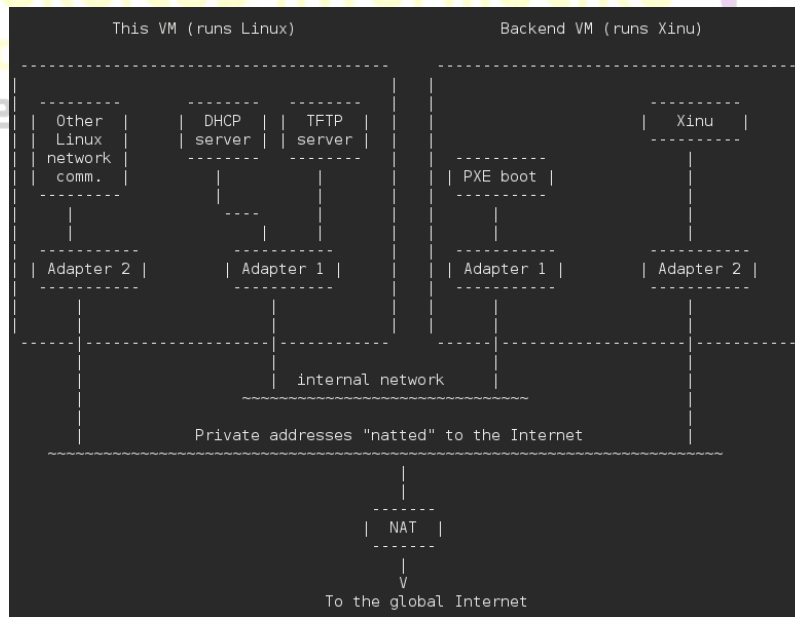 This VM (runs Linux) Backend VM (runs Xinu)
Other DHCP TFTP Xinu
Linux server server
network
comm. PXE boot
Adapter 2 Adapter 1 Adapter 1 Adapter 2
internal network
Private addresses "natted" to the Internet
NAT
V
To the global Internet